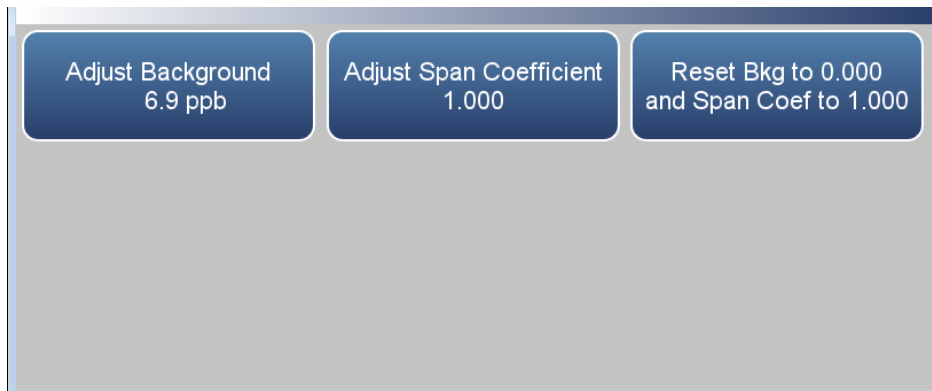 Adjust Background
6.9 ppb
Adjust Span Coefficient
1.000
Reset Bkg to 0.000
and Span Coef to 1.000